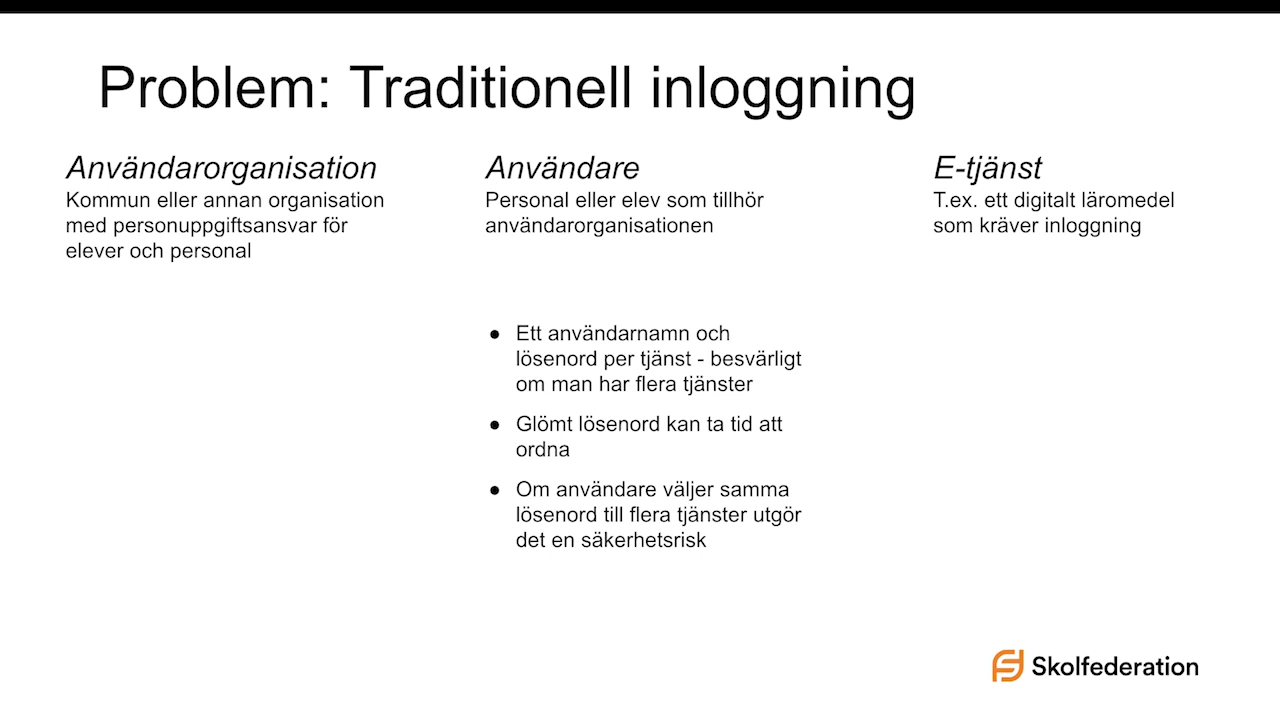 Problem: Traditionell inloggning
Användarorganisation
Kommun eller annan organisation
med personuppgiftsansvar för
elever och personal
Användare
Personal eller elev som tillhör
användarorganisationen
● Ett användarnamn och
lösenord per tjänst - besvärligt
om man har flera tjänster
● Glömt lösenord kan ta tid att
ordna
● Om användare väljer samma
lösenord till flera tjänster utgör
det en säkerhetsrisk
E-tjänst
T.ex. ett digitalt läromedel
som kräver inloggning
Skolfederation